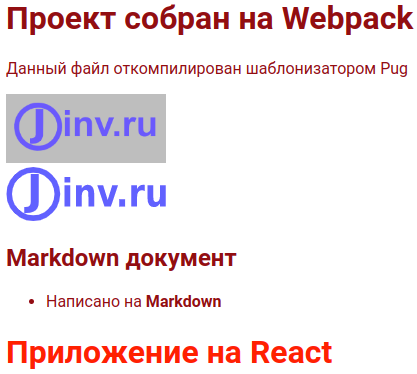 Проект собран на Webpack
Данный файл откомпилирован шаблонизатором Pug
Jinv.ru
Jinv.ru
Markdown документ
Написано на Markdown
Приложение на React